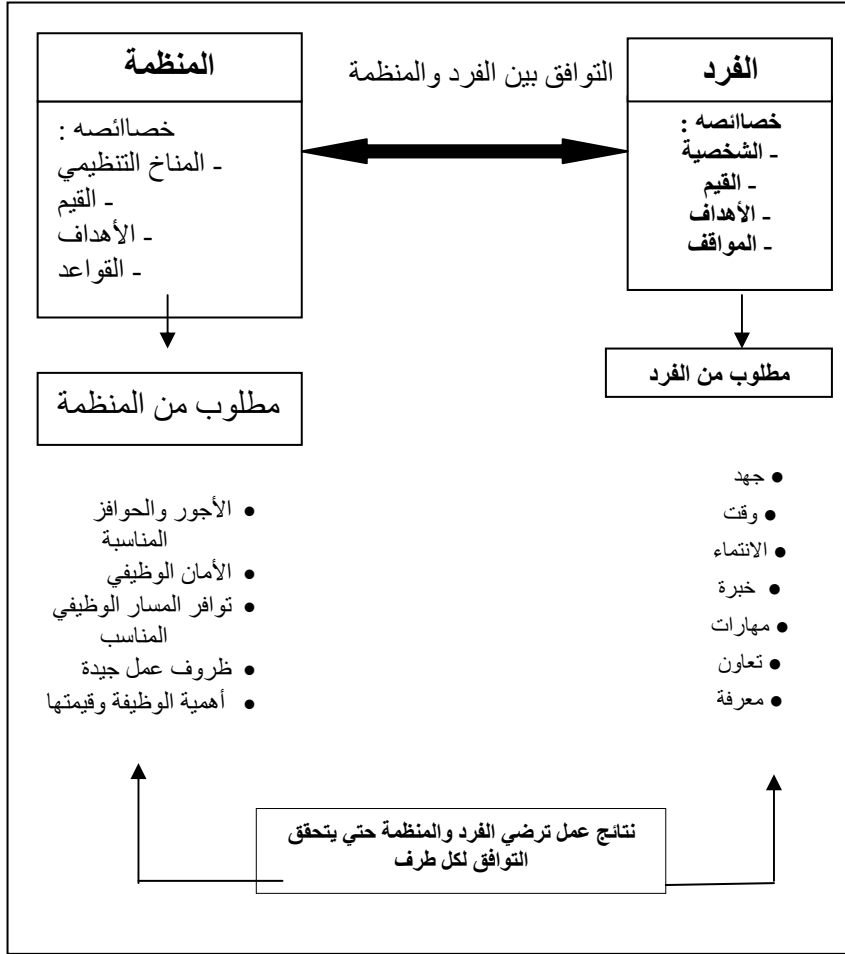 الفرد
خصاائصه :
- الشخصية
- القيم
- الأهداف
- المواقف
التوافق بين الفرد والمنظمة
المنظمة
خصاائصه :
- المناخ التنظيمي
- القيم
- الأهداف
- القواعد
مطلوب من الفرد
• جهد
• وقت
• الانتماء
• خبرة
• مهارات
• تعاون
• معرفة
مطلوب من المنظمة
• الأجور والحوافز
المناسبة
• الأمان الوظيفي
• توافر المسار الوظيفي
المناسب
• ظروف عمل جيدة
• أهمية الوظيفة وقيمتها
نتائج عمل ترضي الفرد والمنظمة حتي يتحقق
التوافق لكل طرف